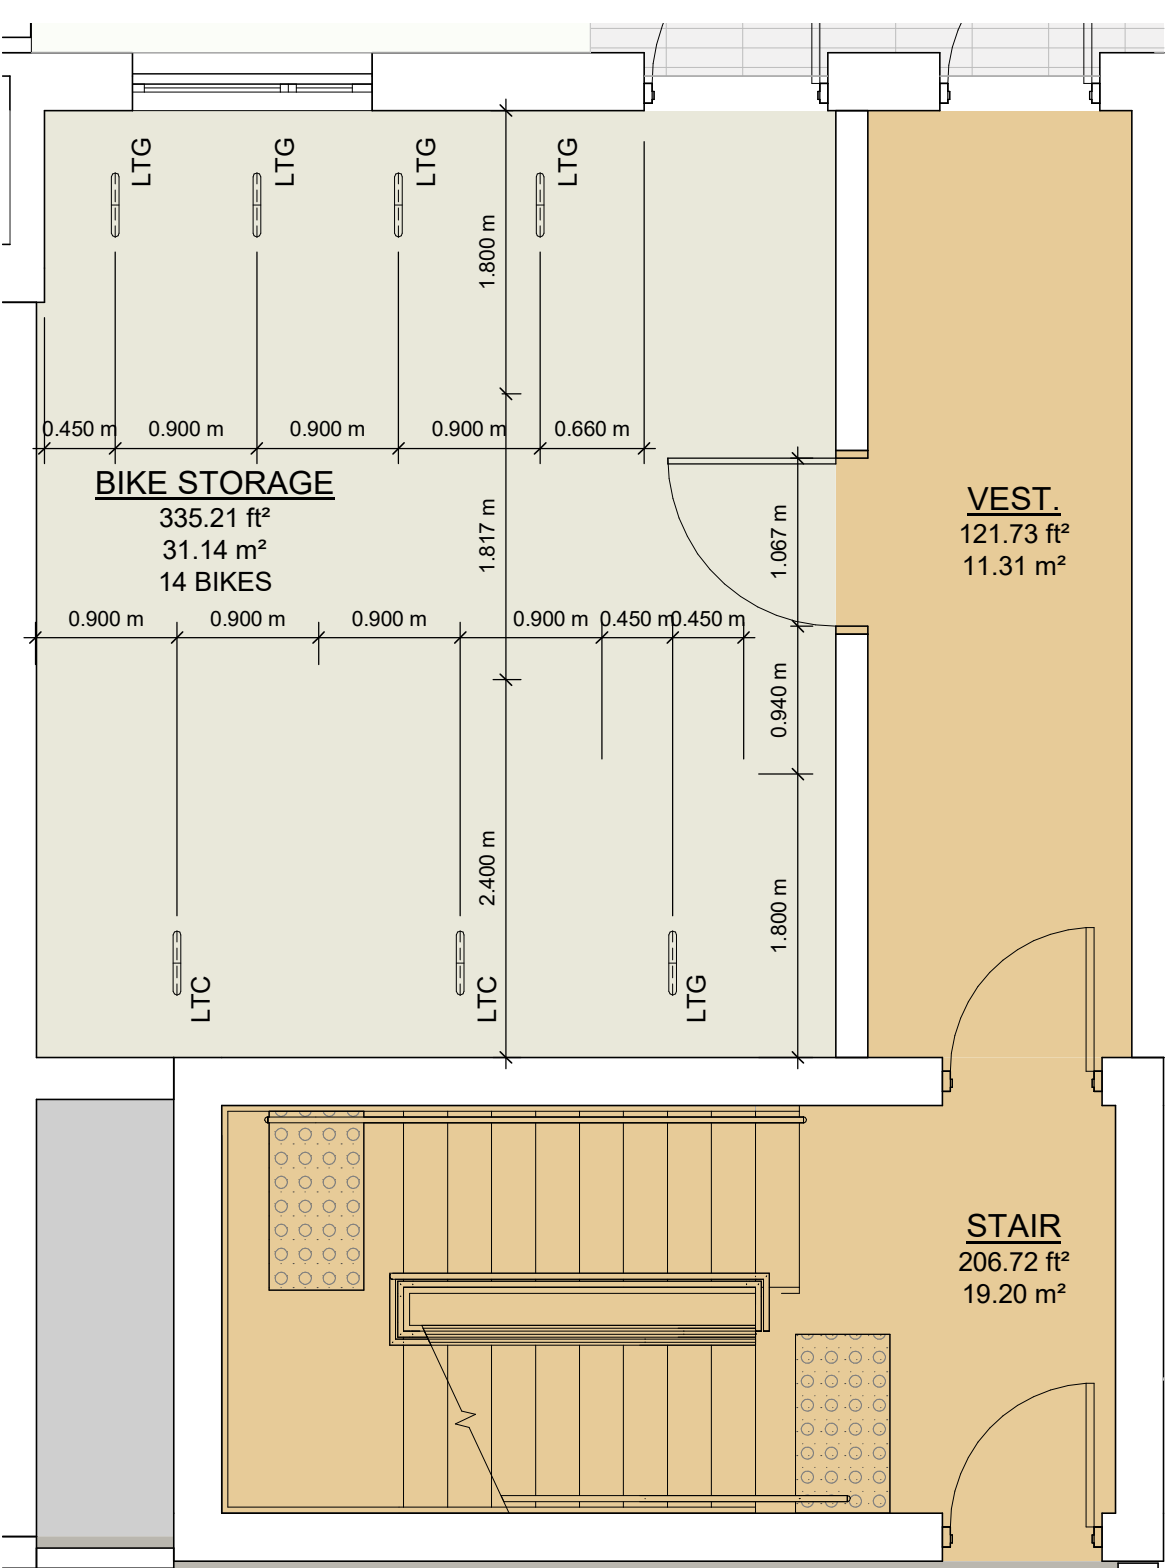 LTG
LTG
LTG
LTG
1.800 m
0.450 m
0.900 m
0.900 m
0.900 m
0.660 m
BIKE STORAGE
335.21 ft²
31.14 m²
14 BIKES
1.817 m
1.067 m
VEST.
121.73 ft²
11.31 m²
0.900 m
0.900 m
0.900 m
0.900 m
0.450 m
0.450 m
0.940 m
2.400 m
1.800 m
LTC
LTC
LTG
STAIR
206.72 ft²
19.20 m²